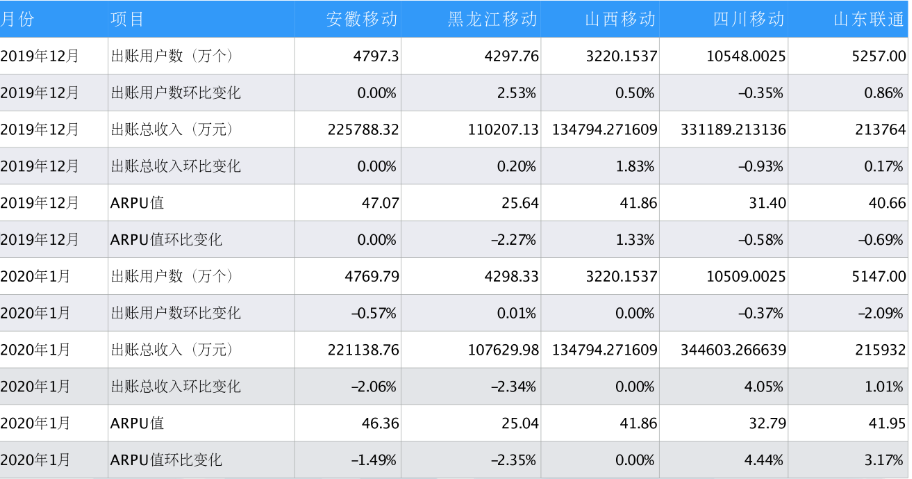 月份 项目 安徽移动 黑龙江移动 山西移动 四川移动 山东联通
2019年12月 出账用户数（万个） 4797.3 4297.76 3220.1537 10548.0025 5257.00
2019年12月 出账用户数环比变化 0.00% 2.53% 0.50% -0.35% 0.86%
2019年12月 出账总收入（万元） 225788.32 110207.13 134794.271609 331189.213136 213764
2019年12月 出账总收入环比变化 0.00% 0.20% 1.83% -0.93% 0.17%
2019年12月 ARPU值 47.07 25.64 41.86 31.40 40.66
2019年12月 ARPU值环比变化 0.00% -2.27% 1.33% -0.58% -0.69%
2020年1月 出账用户数（万个） 4769.79 4298.33 3220.1537 10509.0025 5147.00
2020年1月 出账用户数环比变化 -0.57% 0.01% 0.00% -0.37% -2.09%
2020年1月 出账总收入（万元） 221138.76 107629.98 134794.271609 344603.266639 215932
2020年1月 出账总收入环比变化 -2.06% -2.34% 0.00% 4.05% 1.01%
2020年1月 ARPU值 46.36 25.04 41.86 32.79 41.95
2020年1月 ARPU值环比变化 -1.49% -2.35% 0.00% 4.44% 3.17%